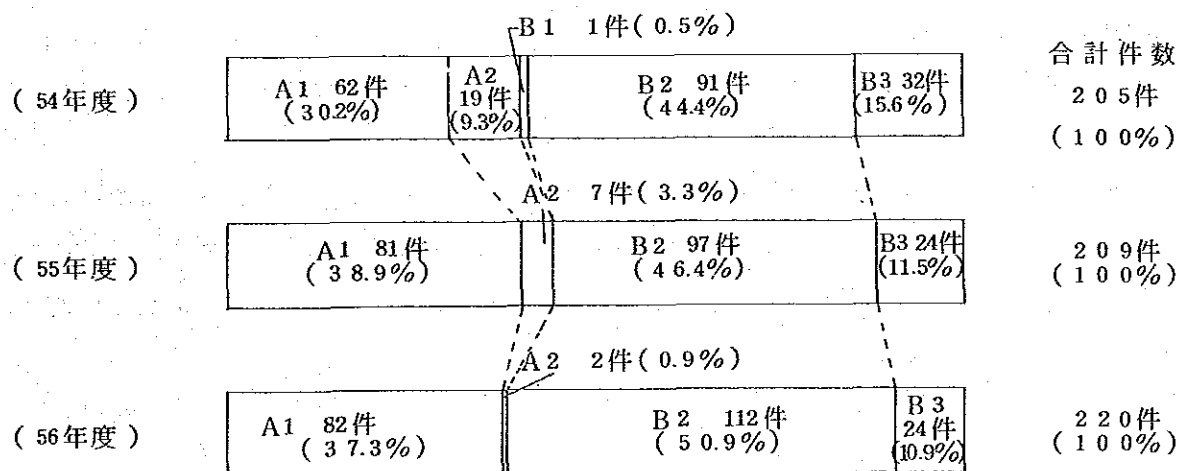 B1 1件(0.5%)
合計件数
(54年度)
A1 62件
(30.2%)
A2
19件
(9.3%)
B2 91件
(44.4%)
B3 32件
(15.6%)
205件
(100%)
A2 7件(3.3%)
(55年度)
A1 81件
(38.9%)
B2 97件
(46.4%)
B3 24件
(11.5%)
209件
(100%)
A2 2件(0.9%)
(56年度)
A1 82件
(37.3%)
B2 112件
(50.9%)
B3
24件
(10.9%)
220件
(100%)